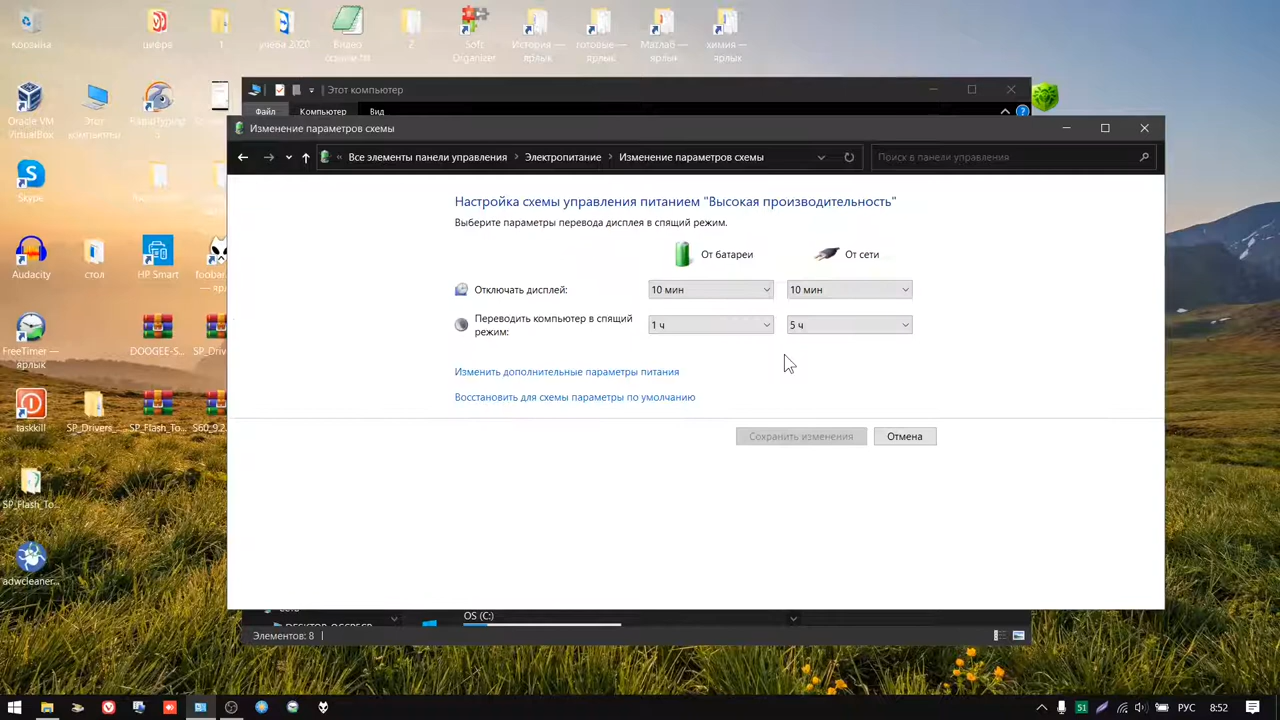 Корзина
цифра
1
учеба 2020
2
Soft
Organizer
История —
ярлык
готовые —
ярлык
Матлаб —
ярлык
химия —
ярлык
Этот компьютер
Файл
Компьютер
Вид
Oracle VM
VirtualBox
Этот
компьютер
Изменение параметров схемы
Все элементы панели управления
Электропитание
Изменение параметров схемы
Поиск в панели управления
Skype
Настройка схемы управления питанием "Высокая производительность"
Выберите параметры перевода дисплея в спящий режим.
От батареи
От сети
Audacity
стол
HP Smart
Отключать дисплей:
10 мин
10 мин
Переводить компьютер в спящий
режим:
1 ч
5 ч
FreeTimer —
ярлык
DOOGEE-S...
Изменить дополнительные параметры питания
Восстановить для схемы параметры по умолчанию
taskkill
SP_Drivers_...
SP_Flash_To...
S60_9.2...
Сохранить изменения
Отмена
SP_Flash_To...
adwcleaner...
OS (C:)
Элементов: 8
РУС
8:52